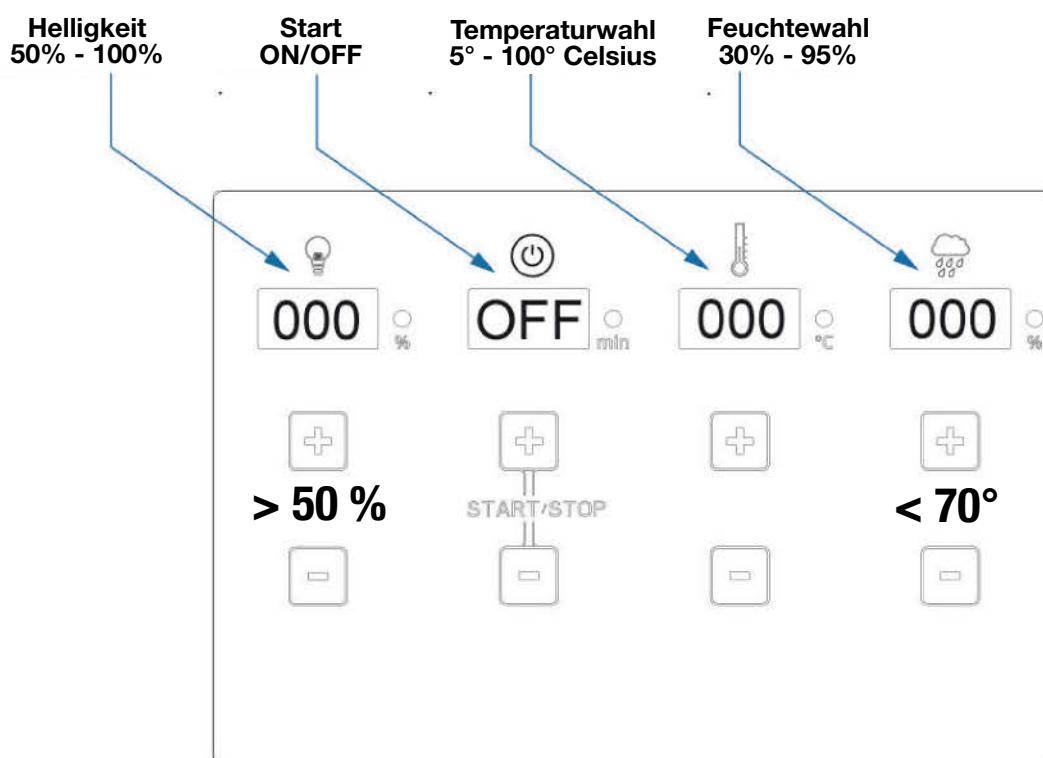 Helligkeit
50% - 100%
Start
ON/OFF
Temperaturwahl
5° - 100° Celsius
Feuchtewahl
30% - 95%
000
%
OFF
min
000
°C
000
%
> 50 %
START/STOP
< 70°